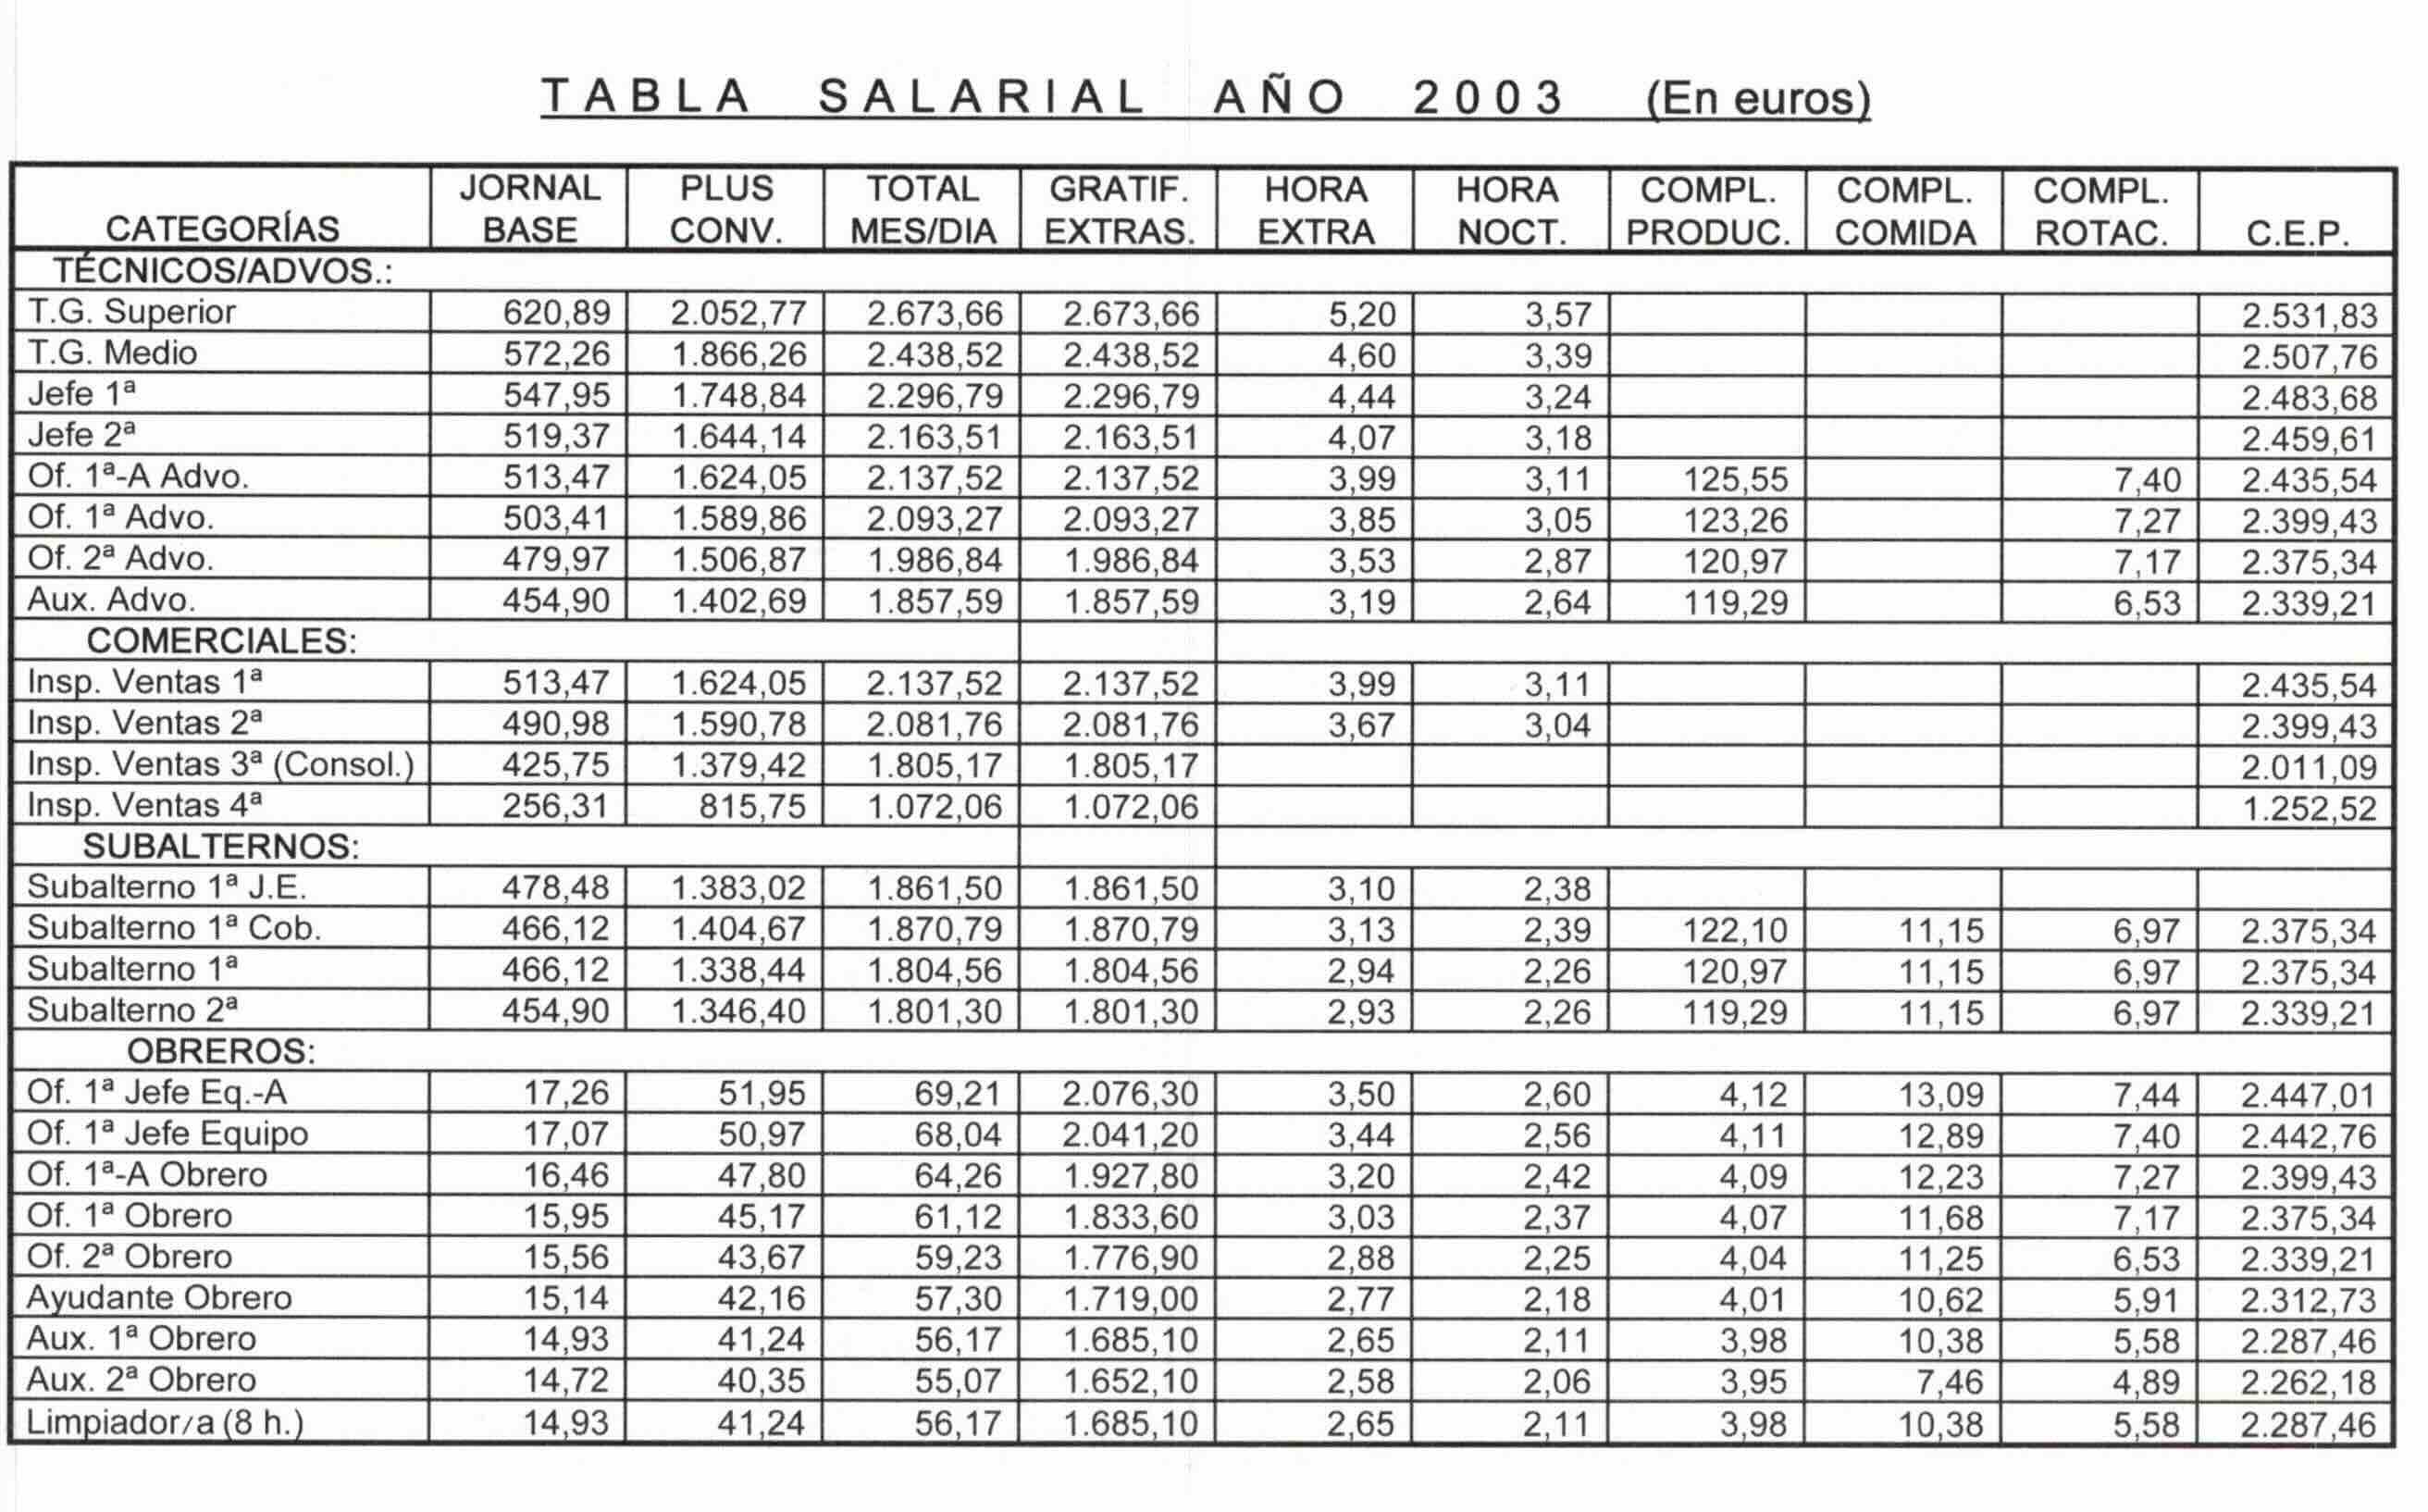 TABLA SALARIAL AÑO 2003 (En euros)
CATEGORÍAS JORNAL BASE PLUS CONV. TOTAL MES/DIA GRATIF. EXTRAS. HORA EXTRA HORA NOCT. COMPL. PRODUC. COMPL. COMIDA COMPL. ROTAC. C.E.P.
TÉCNICOS/ADVOS.:
T.G. Superior 620,89 2.052,77 2.673,66 2.673,66 5,20 3,57 2.531,83
T.G. Medio 572,26 1.866,26 2.438,52 2.438,52 4,60 3,39 2.507,76
Jefe 1ª 547,95 1.748,84 2.296,79 2.296,79 4,44 3,24 2.483,68
Jefe 2ª 519,37 1.644,14 2.163,51 2.163,51 4,07 3,18 2.459,61
Of. 1ª-A Advo. 513,47 1.624,05 2.137,52 2.137,52 3,99 3,11 125,55 7,40 2.435,54
Of. 1ª Advo. 503,41 1.589,86 2.093,27 2.093,27 3,85 3,05 123,26 7,27 2.399,43
Of. 2ª Advo. 479,97 1.506,87 1.986,84 1.986,84 3,53 2,87 120,97 7,17 2.375,34
Aux. Advo. 454,90 1.402,69 1.857,59 1.857,59 3,19 2,64 119,29 6,53 2.339,21
COMERCIALES:
Insp. Ventas 1ª 513,47 1.624,05 2.137,52 2.137,52 3,99 3,11 2.435,54
Insp. Ventas 2ª 490,98 1.590,78 2.081,76 2.081,76 3,67 3,04 2.399,43
Insp. Ventas 3ª (Consol.) 425,75 1.379,42 1.805,17 1.805,17 2.011,09
Insp. Ventas 4ª 256,31 815,75 1.072,06 1.072,06 1.252,52
SUBALTERNOS:
Subalterno 1ª J.E. 478,48 1.383,02 1.861,50 1.861,50 3,10 2,38
Subalterno 1ª Cob. 466,12 1.404,67 1.870,79 1.870,79 3,13 2,39 122,10 11,15 6,97 2.375,34
Subalterno 1ª 466,12 1.338,44 1.804,56 1.804,56 2,94 2,26 120,97 11,15 6,97 2.375,34
Subalterno 2ª 454,90 1.346,40 1.801,30 1.801,30 2,93 2,26 119,29 11,15 6,97 2.339,21
OBREROS:
Of. 1ª Jefe Eq.-A 17,26 51,95 69,21 2.076,30 3,50 2,60 4,12 13,09 7,44 2.447,01
Of. 1ª Jefe Equipo 17,07 50,97 68,04 2.041,20 3,44 2,56 4,11 12,89 7,40 2.442,76
Of. 1ª-A Obrero 16,46 47,80 64,26 1.927,80 3,20 2,42 4,09 12,23 7,27 2.399,43
Of. 1ª Obrero 15,95 45,17 61,12 1.833,60 3,03 2,37 4,07 11,68 7,17 2.375,34
Of. 2ª Obrero 15,56 43,67 59,23 1.776,90 2,88 2,25 4,04 11,25 6,53 2.339,21
Ayudante Obrero 15,14 42,16 57,30 1.719,00 2,77 2,18 4,01 10,62 5,91 2.312,73
Aux. 1ª Obrero 14,93 41,24 56,17 1.685,10 2,65 2,11 3,98 10,38 5,58 2.287,46
Aux. 2ª Obrero 14,72 40,35 55,07 1.652,10 2,58 2,06 3,95 7,46 4,89 2.262,18
Limpiador/a (8 h.) 14,93 41,24 56,17 1.685,10 2,65 2,11 3,98 10,38 5,58 2.287,46